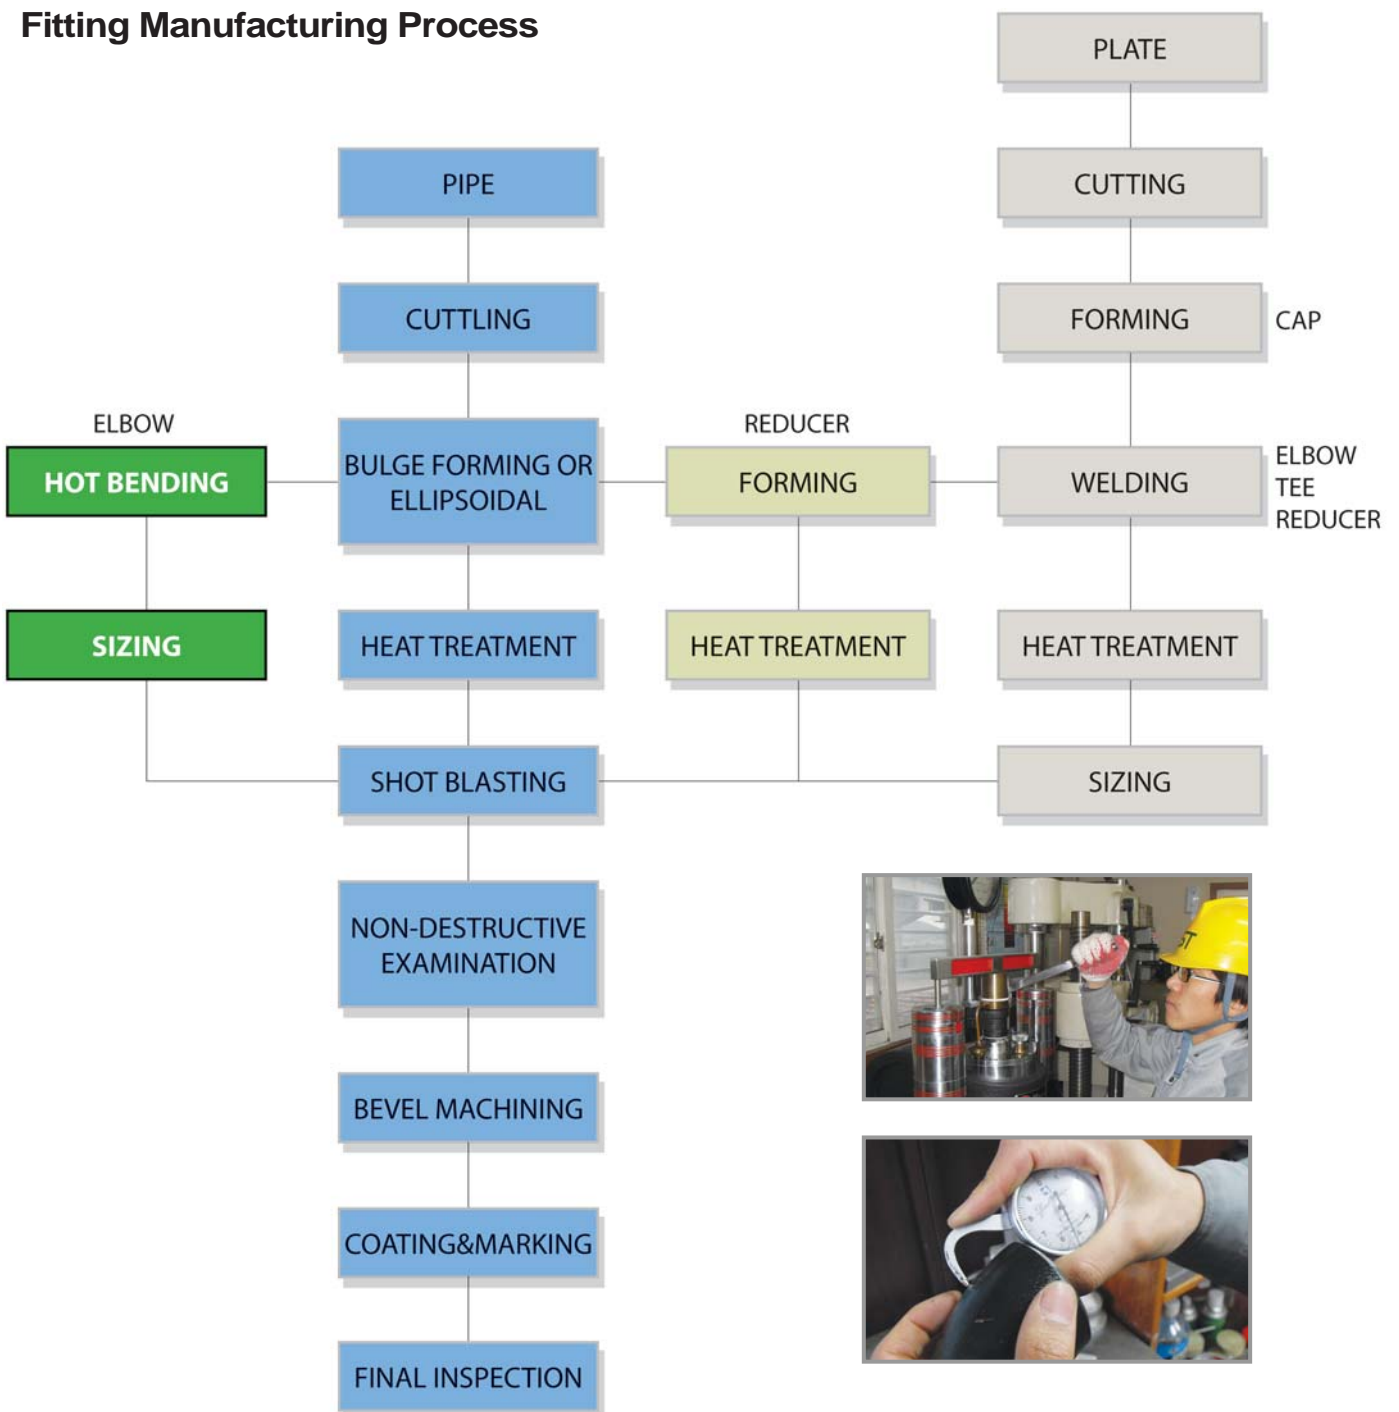 Fitting Manufacturing Process
PLATE
PIPE
CUTTING
CUTTLING
FORMING
CAP
ELBOW
HOT BENDING
BULGE FORMING OR
ELLIPSOIDAL
REDUCER
FORMING
WELDING
ELBOW
TEE
REDUCER
SIZING
HEAT TREATMENT
HEAT TREATMENT
HEAT TREATMENT
SHOT BLASTING
SIZING
NON-DESTRUCTIVE
EXAMINATION
BEVEL MACHINING
COATING&MARKING
FINAL INSPECTION